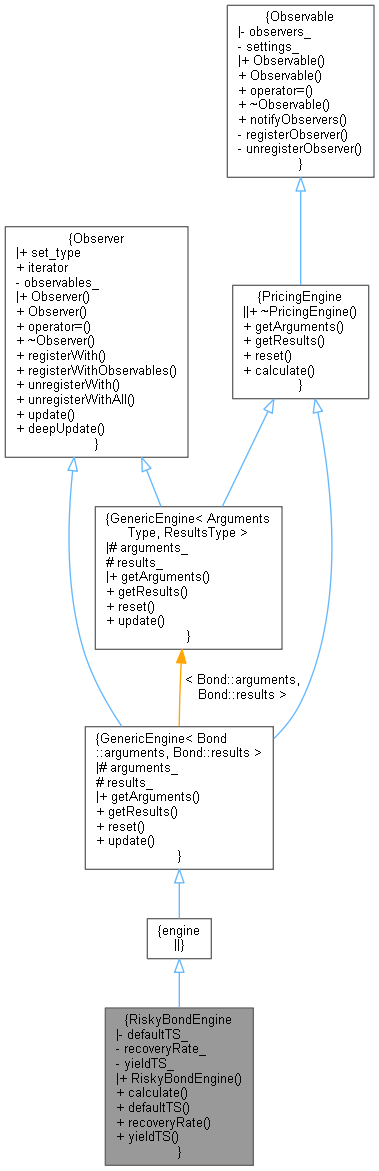 {Observable
|- observers_
- settings_
|+ Observable()
+ Observable()
+ operator=()
+ ~Observable()
+ notifyObservers()
- registerObserver()
- unregisterObserver()
}
{Observer
|+ set_type
+ iterator
- observables_
|+ Observer()
+ Observer()
+ operator=()
+ ~Observer()
+ registerWith()
+ registerWithObservables()
+ unregisterWith()
+ unregisterWithAll()
+ update()
+ deepUpdate()
}
{PricingEngine
||+ ~PricingEngine()
+ getArguments()
+ getResults()
+ reset()
+ calculate()
}
{GenericEngine< Arguments
Type, ResultsType >
|# arguments_
# results_
|+ getArguments()
+ getResults()
+ reset()
+ update()
}
< Bond::arguments,
Bond::results >
{GenericEngine< Bond
::arguments, Bond::results >
|# arguments_
# results_
|+ getArguments()
+ getResults()
+ reset()
+ update()
}
{engine
||}
{RiskyBondEngine
|- defaultTS_
- recoveryRate_
- yieldTS_
|+ RiskyBondEngine()
+ calculate()
+ defaultTS()
+ recoveryRate()
+ yieldTS()
}